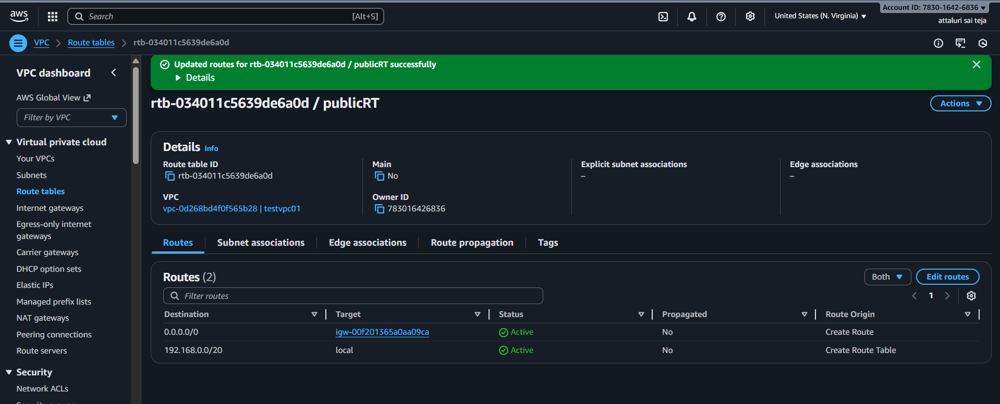 aws
Search [Alt+S]
United States (N. Virginia)
Account ID: 7830-1642-6836
attaluri sai teja
VPC
Route tables
rtb-034011c5639de6a0d
VPC dashboard
AWS Global View
Filter by VPC
Virtual private cloud
Your VPCs
Subnets
Route tables
Internet gateways
Egress-only internet
gateways
Carrier gateways
DHCP option sets
Elastic IPs
Managed prefix lists
NAT gateways
Peering connections
Route servers
Security
Network ACLs
Updated routes for rtb-034011c5639de6a0d / publicRT successfully
Details
rtb-034011c5639de6a0d / publicRT
Actions
Details Info
Route table ID
rtb-034011c5639de6a0d
Main
No
Explicit subnet associations
–
Edge associations
–
VPC
vpc-0d268bd4f0f565b28 | testvpc01
Owner ID
783016426836
Routes
Subnet associations
Edge associations
Route propagation
Tags
Routes (2)
Both
Edit routes
Filter routes
1
Destination Target Status Propagated Route Origin
0.0.0.0/0 igw-00f201365a0aa09ca Active No Create Route
192.168.0.0/20 local Active No Create Route Table